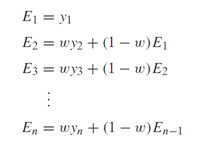 E₁ = y₁
E₂ = wy₂ + (1 − w)E₁
E₃ = wy₃ + (1 − w)E₂
⋮
Eₙ = wyₙ + (1 − w)Eₙ₋₁